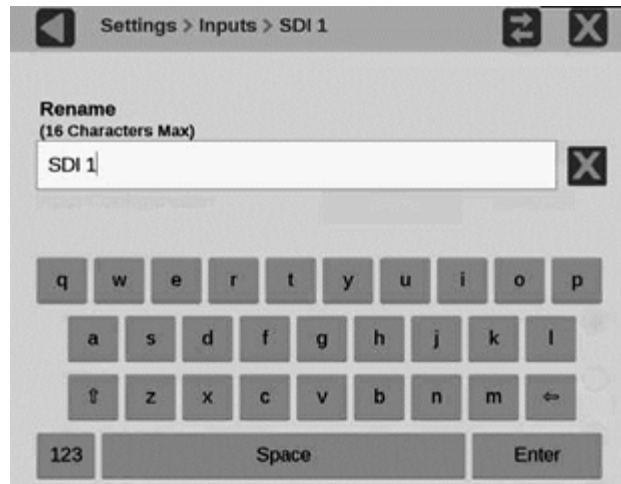 Settings > Inputs > SDI 1
Rename
(16 Characters Max)
SDI 1
q w e r t y u i o p
a s d f g h j k l
⇧ z x c v b n m ⇦
123 Space Enter